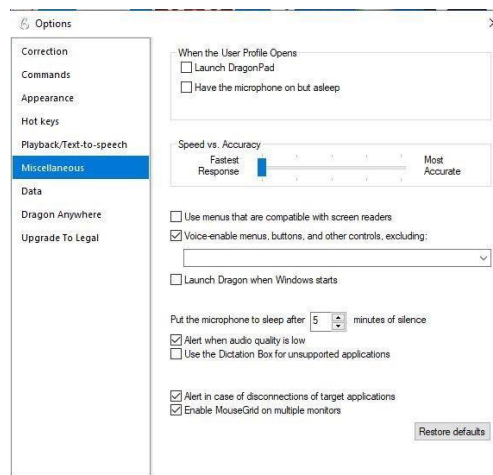 Options
Correction
Commands
Appearance
Hot keys
Playback/Text-to-speech
Miscellaneous
Data
Dragon Anywhere
Upgrade To Legal
When the User Profile Opens
Launch DragonPad
Have the microphone on but asleep
Speed vs. Accuracy
Fastest Most
Response Accurate
Use menus that are compatible with screen readers
Voice-enable menus, buttons, and other controls, excluding:
Launch Dragon when Windows starts
Put the microphone to sleep after 5 minutes of silence
Alert when audio quality is low
Use the Dictation Box for unsupported applications
Alert in case of disconnections of target applications
Enable MouseGrid on multiple monitors
Restore defaults